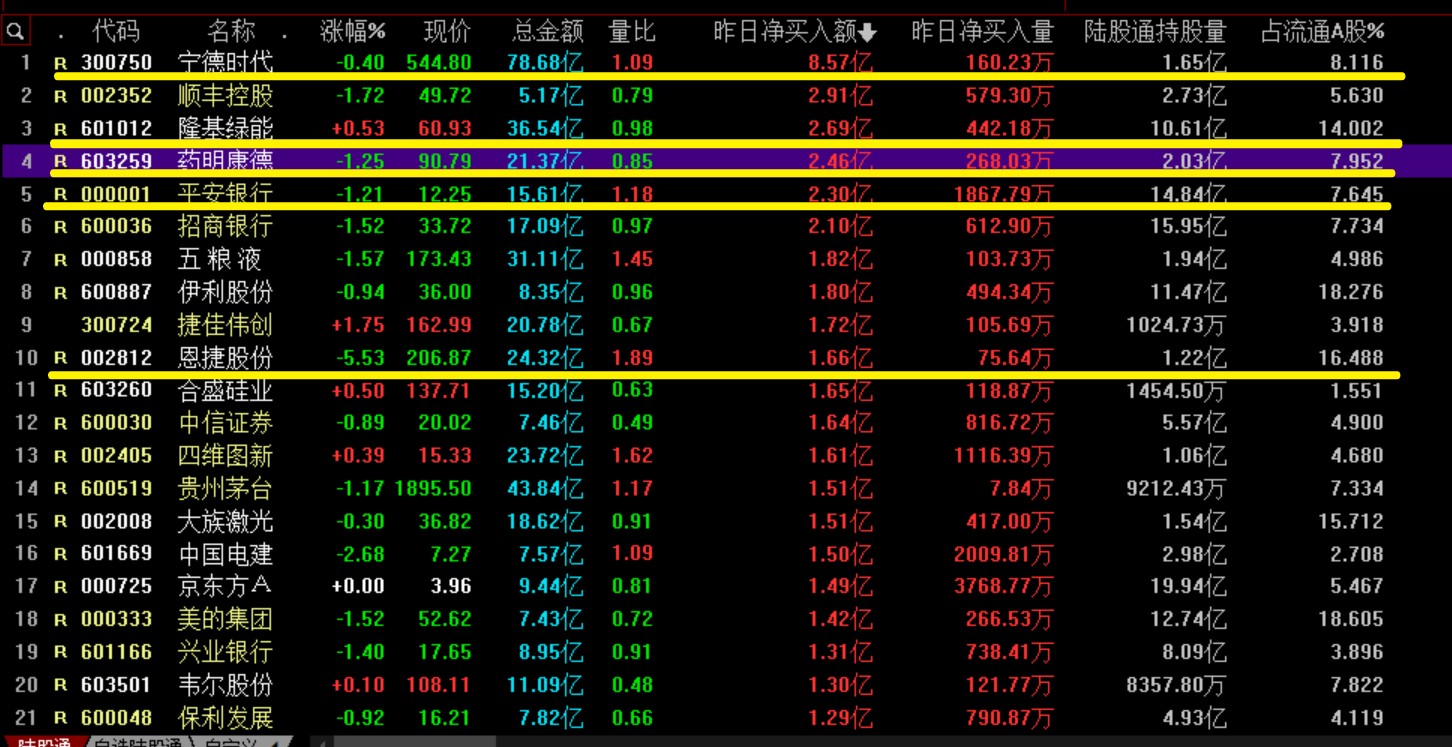 . 代码 名称 . 涨幅% 现价 总金额 量比 昨日净买入额 昨日净买入量 陆股通持股量 占流通A股%
1 R 300750 宁德时代 -0.40 544.80 78.68亿 1.09 8.57亿 160.23万 1.65亿 8.116
2 R 002352 顺丰控股 -1.72 49.72 5.17亿 0.79 2.91亿 579.30万 2.73亿 5.630
3 R 601012 隆基绿能 +0.53 60.93 36.54亿 0.98 2.69亿 442.18万 10.61亿 14.002
4 R 603259 药明康德 -1.25 90.79 21.37亿 0.85 2.46亿 268.03万 2.03亿 7.952
5 R 000001 平安银行 -1.21 12.25 15.61亿 1.18 2.30亿 1867.79万 14.84亿 7.645
6 R 600036 招商银行 -1.52 33.72 17.09亿 0.97 2.10亿 612.90万 15.95亿 7.734
7 R 000858 五 粮 液 -1.57 173.43 31.11亿 1.45 1.82亿 103.73万 1.94亿 4.986
8 R 600887 伊利股份 -0.94 36.00 8.35亿 0.96 1.80亿 494.34万 11.47亿 18.276
9 300724 捷佳伟创 +1.75 162.99 20.78亿 0.67 1.72亿 105.69万 1024.73万 3.918
10 R 002812 恩捷股份 -5.53 206.87 24.32亿 1.89 1.66亿 75.64万 1.22亿 16.488
11 R 603260 合盛硅业 +0.50 137.71 15.20亿 0.63 1.65亿 118.87万 1454.50万 1.551
12 R 600030 中信证券 -0.89 20.02 7.46亿 0.49 1.64亿 816.72万 5.57亿 4.900
13 R 002405 四维图新 +0.39 15.33 23.72亿 1.62 1.61亿 1116.39万 1.06亿 4.680
14 R 600519 贵州茅台 -1.17 1895.50 43.84亿 1.17 1.51亿 7.84万 9212.43万 7.334
15 R 002008 大族激光 -0.30 36.82 18.62亿 0.91 1.51亿 417.00万 1.54亿 15.712
16 R 601669 中国电建 -2.68 7.27 7.57亿 1.09 1.50亿 2009.81万 2.98亿 2.708
17 R 000725 京东方A +0.00 3.96 9.44亿 0.81 1.49亿 3768.77万 19.94亿 5.467
18 R 000333 美的集团 -1.52 52.62 7.43亿 0.72 1.42亿 266.53万 12.74亿 18.605
19 R 601166 兴业银行 -1.40 17.65 8.95亿 0.91 1.31亿 738.41万 8.09亿 3.896
20 R 603501 韦尔股份 +0.10 108.11 11.09亿 0.48 1.30亿 121.77万 8357.80万 7.822
21 R 600048 保利发展 -0.92 16.21 7.82亿 0.66 1.29亿 790.87万 4.93亿 4.119
陆股通 自选陆股通 自定义